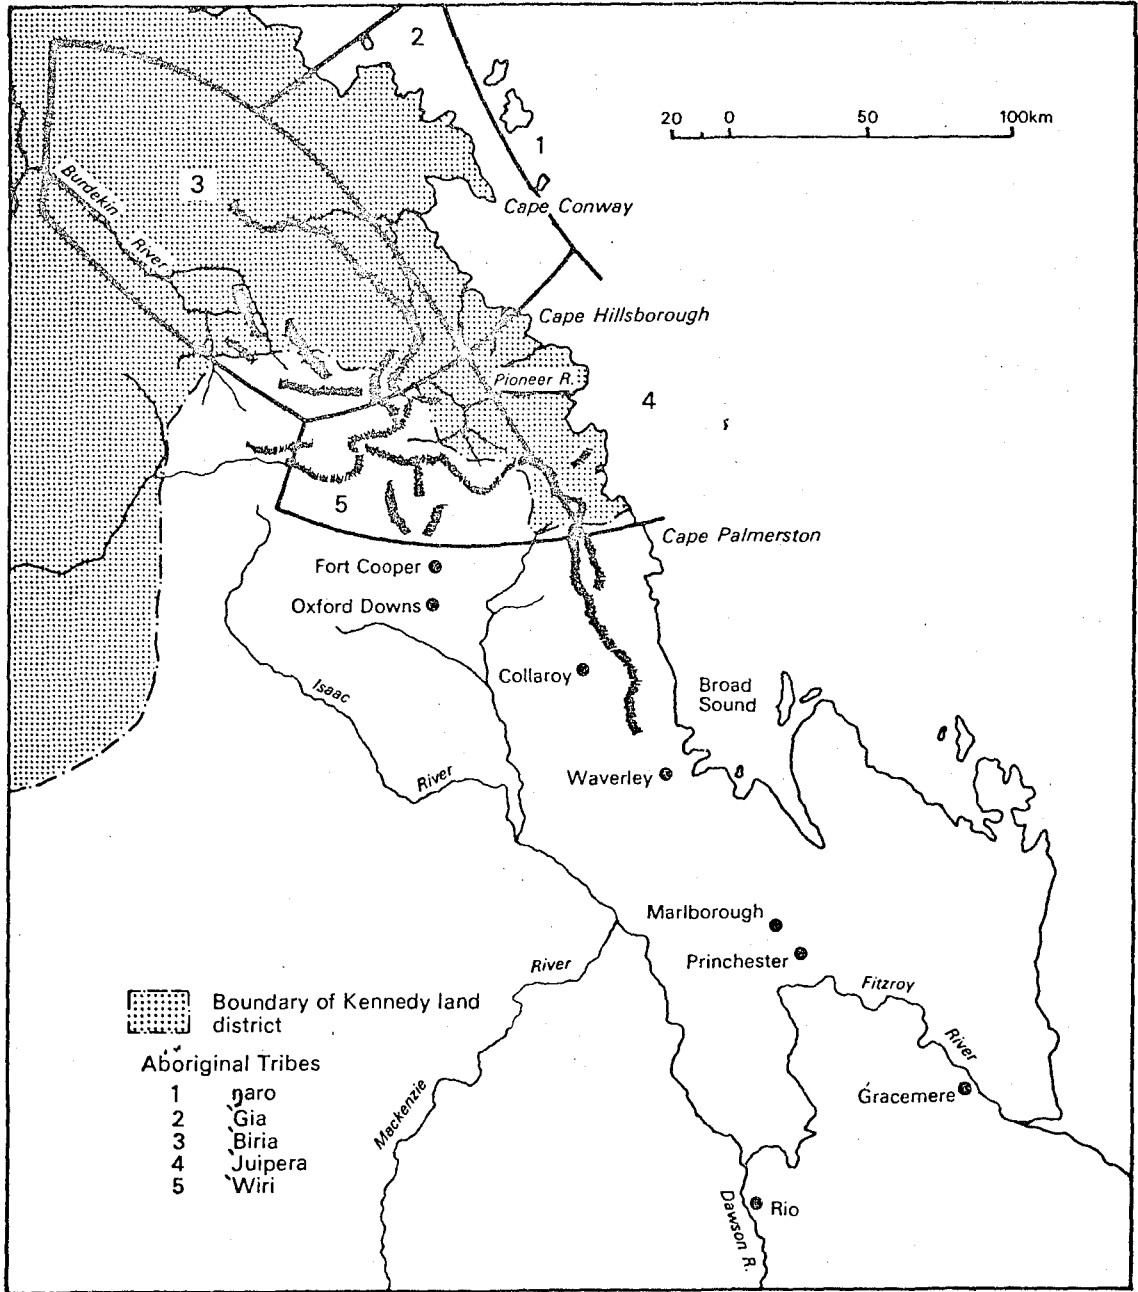 2
20 0 50 100km
1
3
Burdekin
River
Cape Conway
Cape Hillsborough
Pioneer R.
4
5
Cape Palmerston
Fort Cooper
Oxford Downs
Collaroy
Isaac
River
Broad
Sound
Waverley
Marlborough
Princhester
River
Fitzroy
River
Mackenzie
Gracemere
Dawson R.
Rio
Boundary of Kennedy land
district
Aboriginal Tribes
1 ŋaro
2 `Gia
3 `Biria
4 `Juipera
5 `Wiri